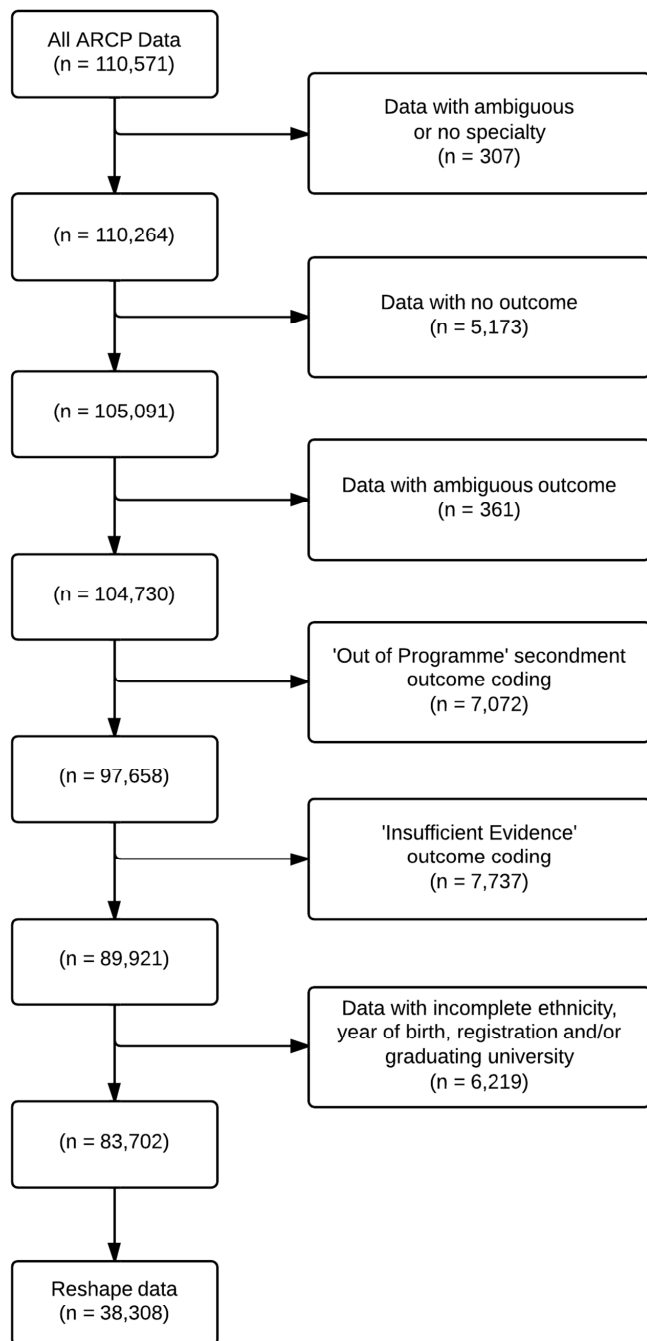 All ARCP Data
(n = 110,571)
Data with ambiguous
or no specialty
(n = 307)
(n = 110,264)
Data with no outcome
(n = 5,173)
(n = 105,091)
Data with ambiguous outcome
(n = 361)
(n = 104,730)
'Out of Programme' secondment
outcome coding
(n = 7,072)
(n = 97,658)
'Insufficient Evidence'
outcome coding
(n = 7,737)
(n = 89,921)
Data with incomplete ethnicity,
year of birth, registration and/or
graduating university
(n = 6,219)
(n = 83,702)
Reshape data
(n = 38,308)